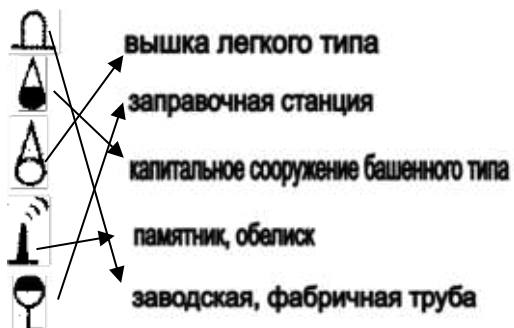 вышка легкого типа
заправочная станция
капитальное сооружение башенного типа
памятник, обелиск
заводская, фабричная труба